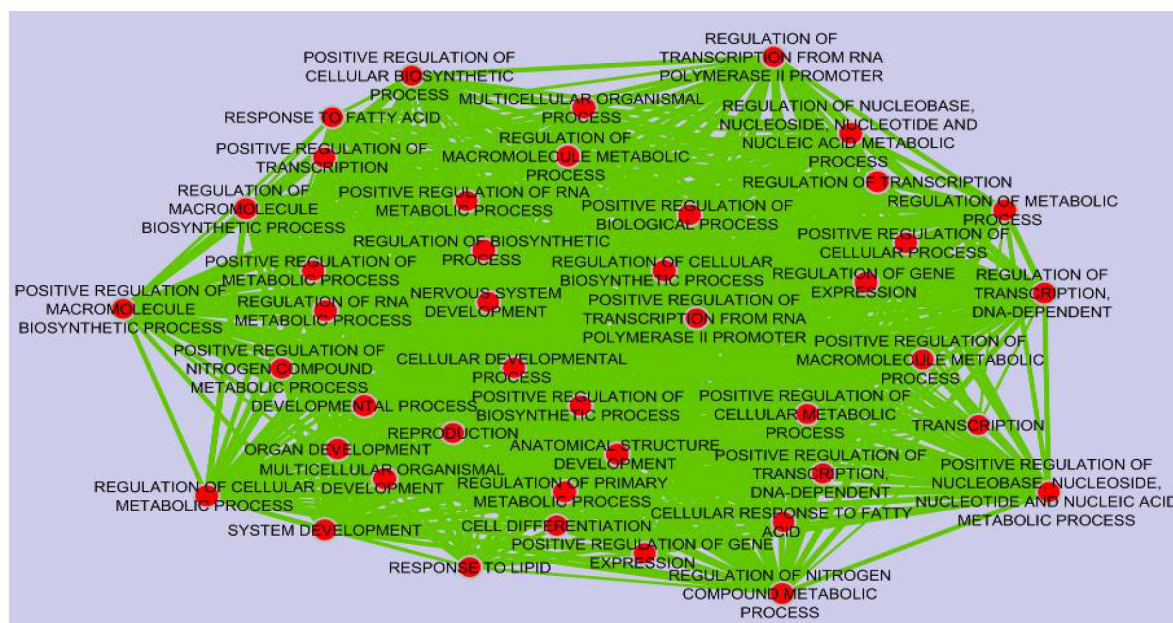 REGULATION OF
TRANSCRIPTION FROM RNA
POLYMERASE II PROMOTER
POSITIVE REGULATION OF
CELLULAR BIOSYNTHETIC
PROCESS
MULTICELLULAR ORGANISMAL
PROCESS
REGULATION OF NUCLEOBASE,
NUCLEOSIDE, NUCLEOTIDE AND
NUCLEIC ACID METABOLIC
PROCESS
RESPONSE TO FATTY ACID
POSITIVE REGULATION OF
TRANSCRIPTION
REGULATION OF
MACROMOLECULE METABOLIC
PROCESS
REGULATION OF TRANSCRIPTION
REGULATION OF
MACROMOLECULE
BIOSYNTHETIC PROCESS
POSITIVE REGULATION OF RNA
METABOLIC PROCESS
POSITIVE REGULATION OF
BIOLOGICAL PROCESS
REGULATION OF METABOLIC
PROCESS
REGULATION OF BIOSYNTHETIC
PROCESS
POSITIVE REGULATION OF
CELLULAR PROCESS
POSITIVE REGULATION OF
METABOLIC PROCESS
REGULATION OF CELLULAR
BIOSYNTHETIC PROCESS
REGULATION OF GENE
EXPRESSION
REGULATION OF
TRANSCRIPTION,
DNA-DEPENDENT
POSITIVE REGULATION OF
MACROMOLECULE
BIOSYNTHETIC PROCESS
REGULATION OF RNA
METABOLIC PROCESS
NERVOUS SYSTEM
DEVELOPMENT
POSITIVE REGULATION OF
TRANSCRIPTION FROM RNA
POLYMERASE II PROMOTER
POSITIVE REGULATION OF
NITROGEN COMPOUND
METABOLIC PROCESS
CELLULAR DEVELOPMENTAL
PROCESS
POSITIVE REGULATION OF
MACROMOLECULE METABOLIC
PROCESS
DEVELOPMENTAL PROCESS
POSITIVE REGULATION OF
BIOSYNTHETIC PROCESS
POSITIVE REGULATION OF
CELLULAR METABOLIC
PROCESS
TRANSCRIPTION
REPRODUCTION
ORGAN DEVELOPMENT
ANATOMICAL STRUCTURE
DEVELOPMENT
POSITIVE REGULATION OF
TRANSCRIPTION,
DNA-DEPENDENT
POSITIVE REGULATION OF
NUCLEOBASE, NUCLEOSIDE,
NUCLEOTIDE AND NUCLEIC ACID
METABOLIC PROCESS
MULTICELLULAR ORGANISMAL
DEVELOPMENT
REGULATION OF CELLULAR
METABOLIC PROCESS
REGULATION OF PRIMARY
METABOLIC PROCESS
SYSTEM DEVELOPMENT
CELL DIFFERENTIATION
CELLULAR RESPONSE TO FATTY
ACID
POSITIVE REGULATION OF GENE
EXPRESSION
RESPONSE TO LIPID
REGULATION OF NITROGEN
COMPOUND METABOLIC
PROCESS